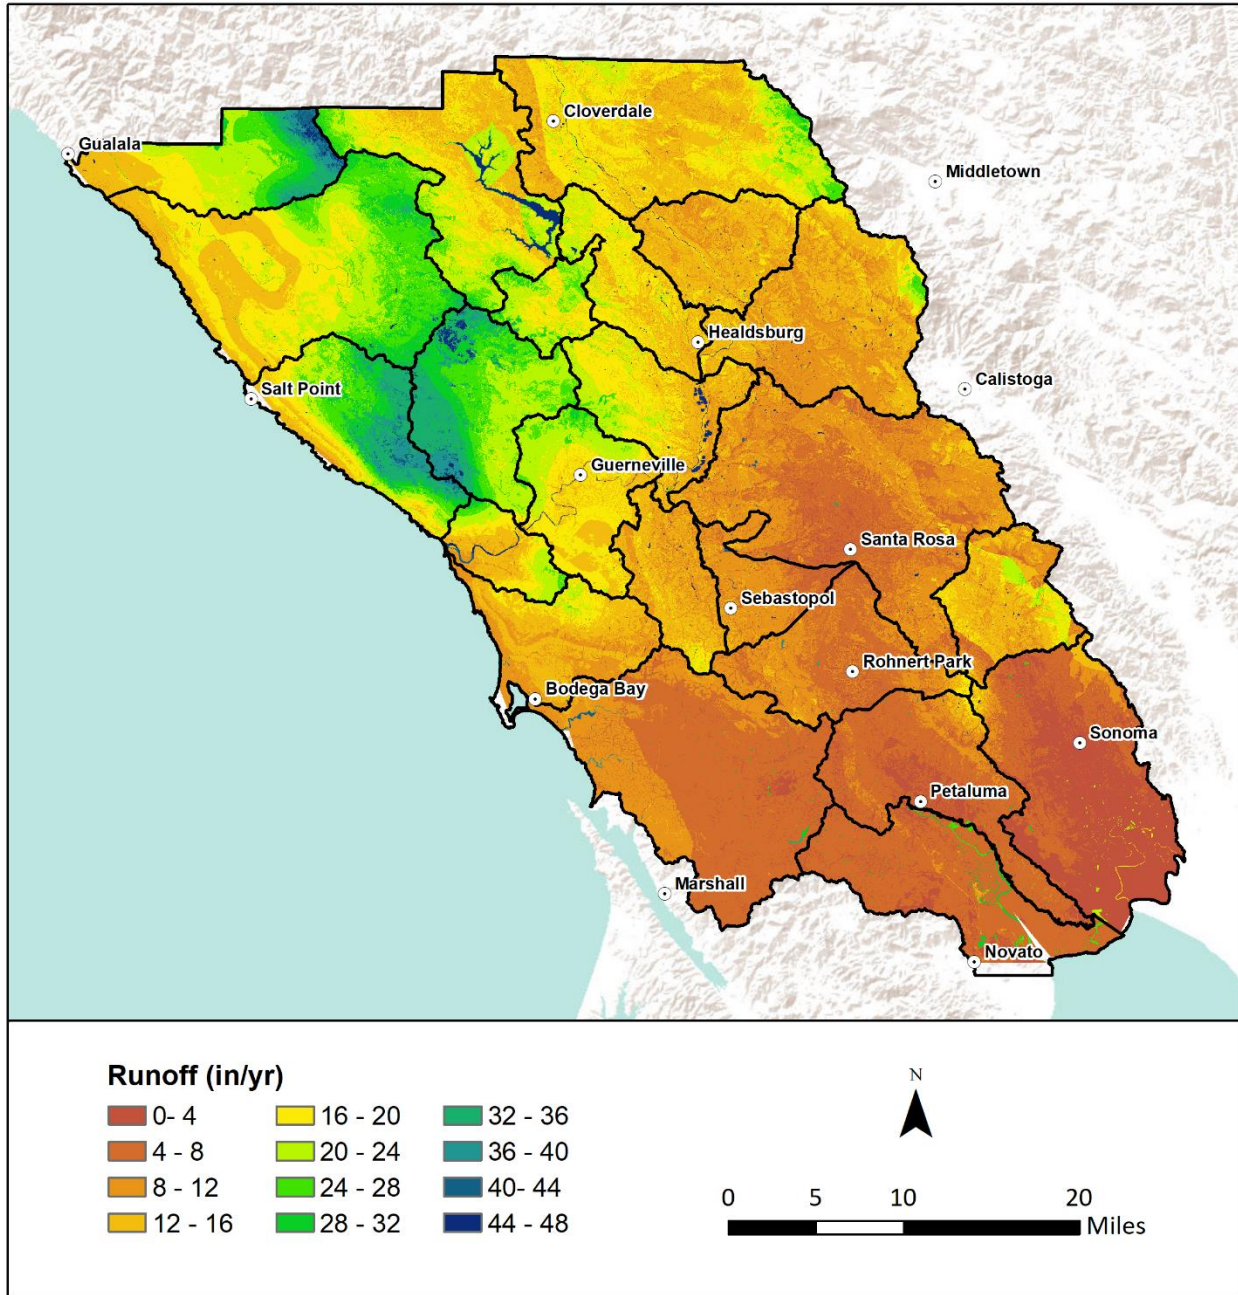 Cloverdale
Gualala
Middletown
Healdsburg
Calistoga
Salt Point
Guerneville
Santa Rosa
Sebastopol
Rohnert Park
Bodega Bay
Sonoma
Petaluma
Marshall
Novato
Runoff (in/yr)
0- 4
4 - 8
8 - 12
12 - 16
16 - 20
20 - 24
24 - 28
28 - 32
32 - 36
36 - 40
40- 44
44 - 48
N
0 5 10 20
Miles